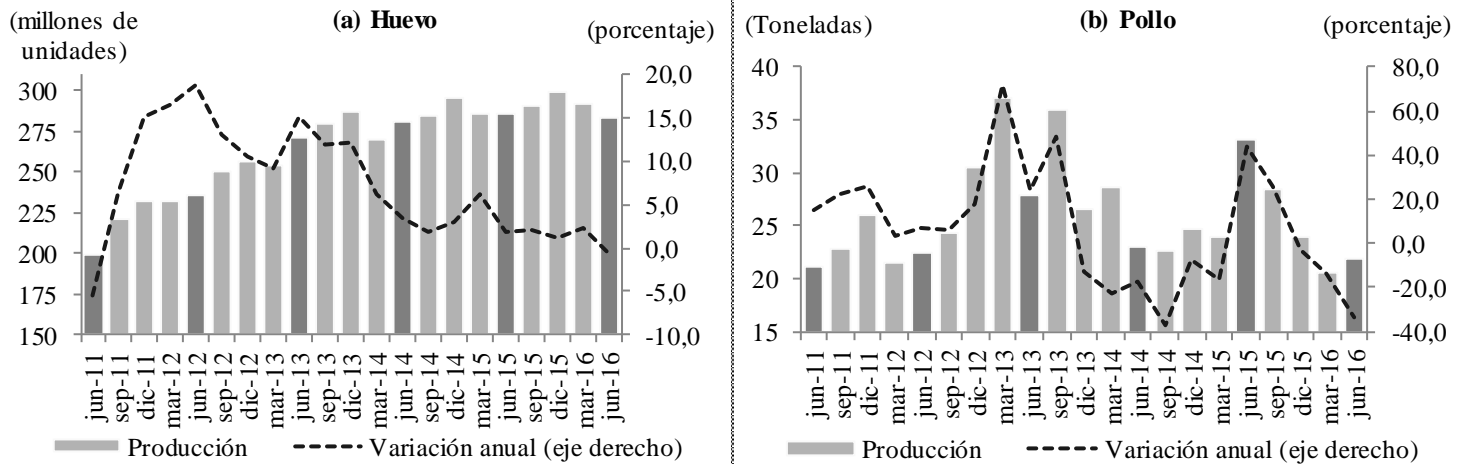 (millones de
unidades)
(a) Huevo
(porcentaje)
300
275
250
225
200
175
150
20,0
15,0
10,0
5,0
0,0
-5,0
-10,0
jun-11
sep-11
dic-11
mar-12
jun-12
sep-12
dic-12
mar-13
jun-13
sep-13
dic-13
mar-14
jun-14
sep-14
dic-14
mar-15
jun-15
sep-15
dic-15
mar-16
jun-16
Producción
Variación anual (eje derecho)
(Toneladas)
(b) Pollo
(porcentaje)
40
35
30
25
20
15
80,0
60,0
40,0
20,0
0,0
-20,0
-40,0
jun-11
sep-11
dic-11
mar-12
jun-12
sep-12
dic-12
mar-13
jun-13
sep-13
dic-13
mar-14
jun-14
sep-14
dic-14
mar-15
jun-15
sep-15
dic-15
mar-16
jun-16
Producción
Variación anual (eje derecho)